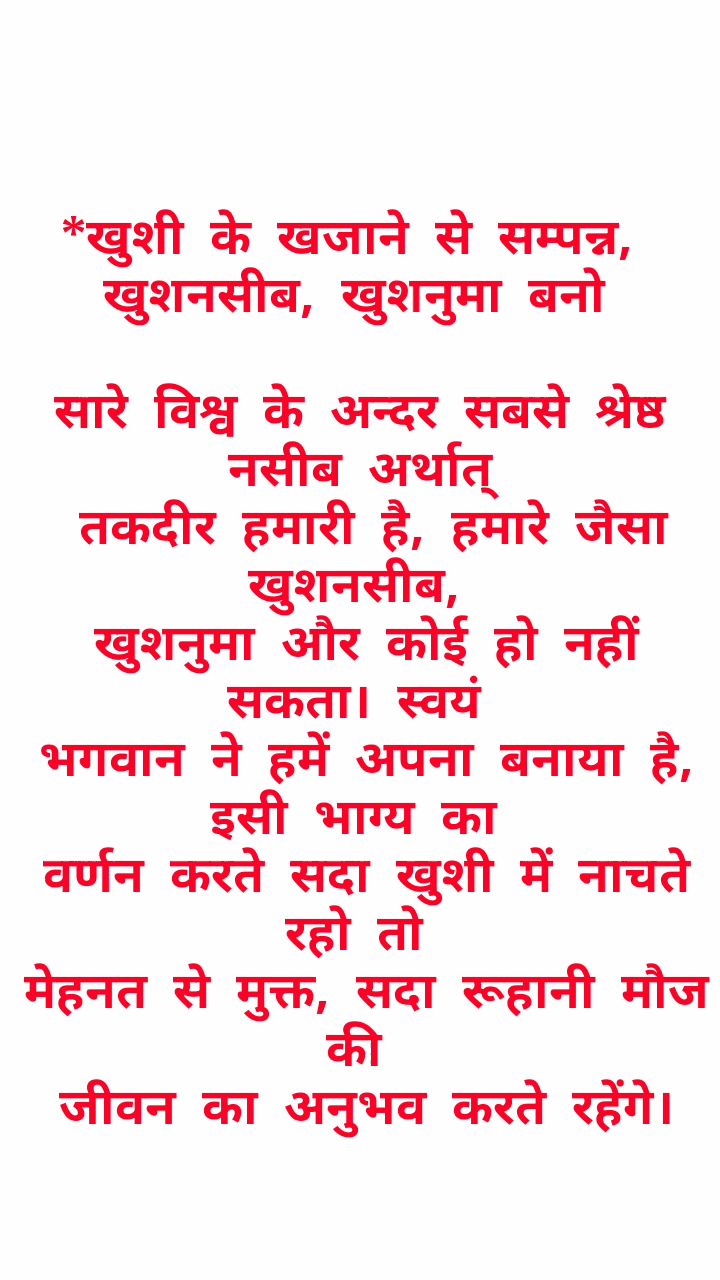 *खुशी के खजाने से सम्पन्न,
खुशनसीब, खुशनुमा बनो
सारे विश्व के अन्दर सबसे श्रेष्ठ
नसीब अर्थात्
तकदीर हमारी है, हमारे जैसा
खुशनसीब,
खुशनुमा और कोई हो नहीं
सकता। स्वयं
भगवान ने हमें अपना बनाया है,
इसी भाग्य का
वर्णन करते सदा खुशी में नाचते
रहो तो
मेहनत से मुक्त, सदा रूहानी मौज
की
जीवन का अनुभव करते रहेंगे।